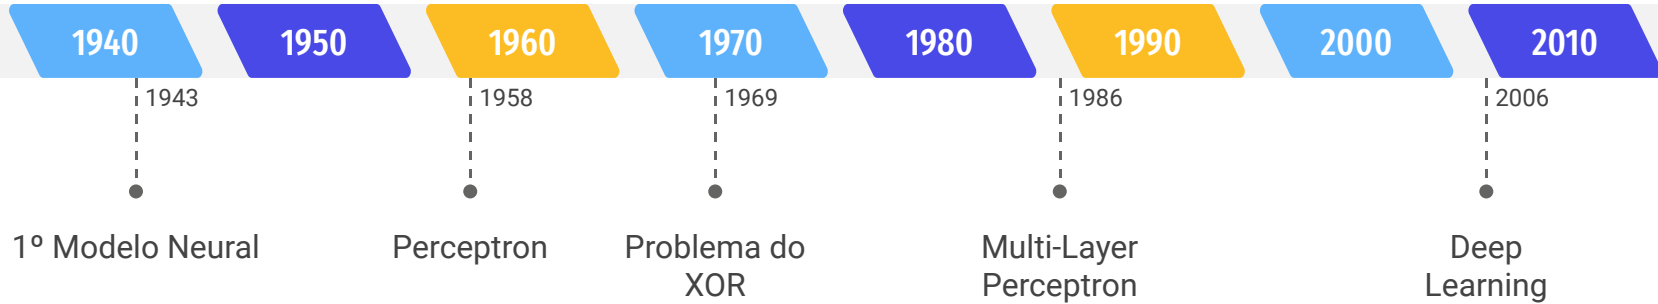 1940 1950 1960 1970 1980 1990 2000 2010
1943 1958 1969 1986 2006
1º Modelo Neural Perceptron Problema do Multi-Layer Deep
XOR Perceptron Learning